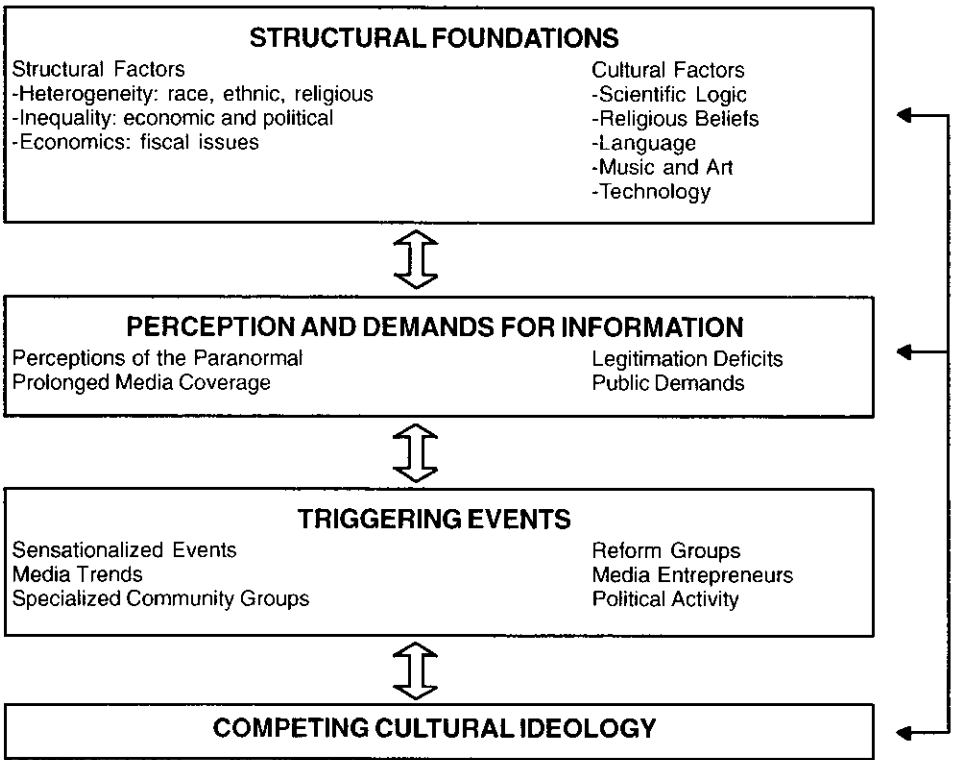 STRUCTURAL FOUNDATIONS
Structural Factors
-Heterogeneity: race, ethnic, religious
-Inequality: economic and political
-Economics: fiscal issues
Cultural Factors
-Scientific Logic
-Religious Beliefs
-Language
-Music and Art
-Technology
PERCEPTION AND DEMANDS FOR INFORMATION
Perceptions of the Paranormal
Prolonged Media Coverage
Legitimation Deficits
Public Demands
TRIGGERING EVENTS
Sensationalized Events
Media Trends
Specialized Community Groups
Reform Groups
Media Entrepreneurs
Political Activity
COMPETING CULTURAL IDEOLOGY